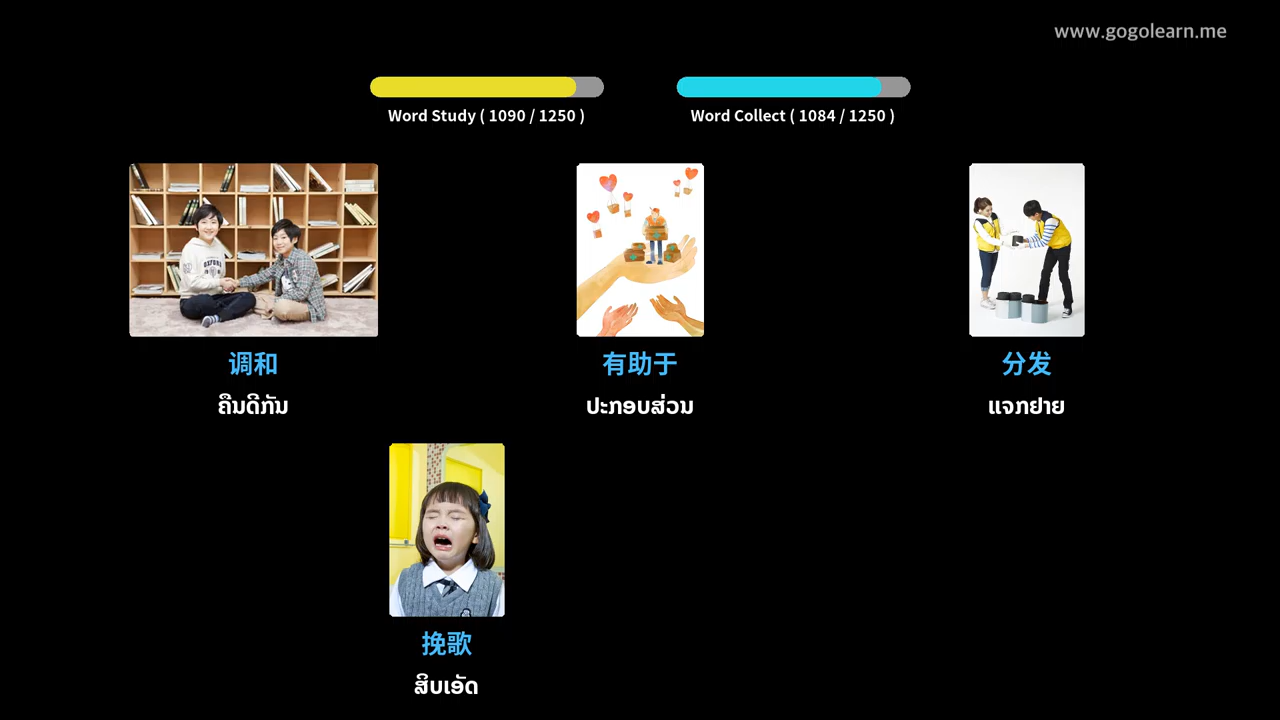 www.gogolearn.me
Word Study ( 1090 / 1250 )
Word Collect ( 1084 / 1250 )
调和
有助于
分发
ຄືນດີກັນ
ປະກອບສ່ວນ
ແຈກຢາຍ
挽歌
ສິບເອັດ